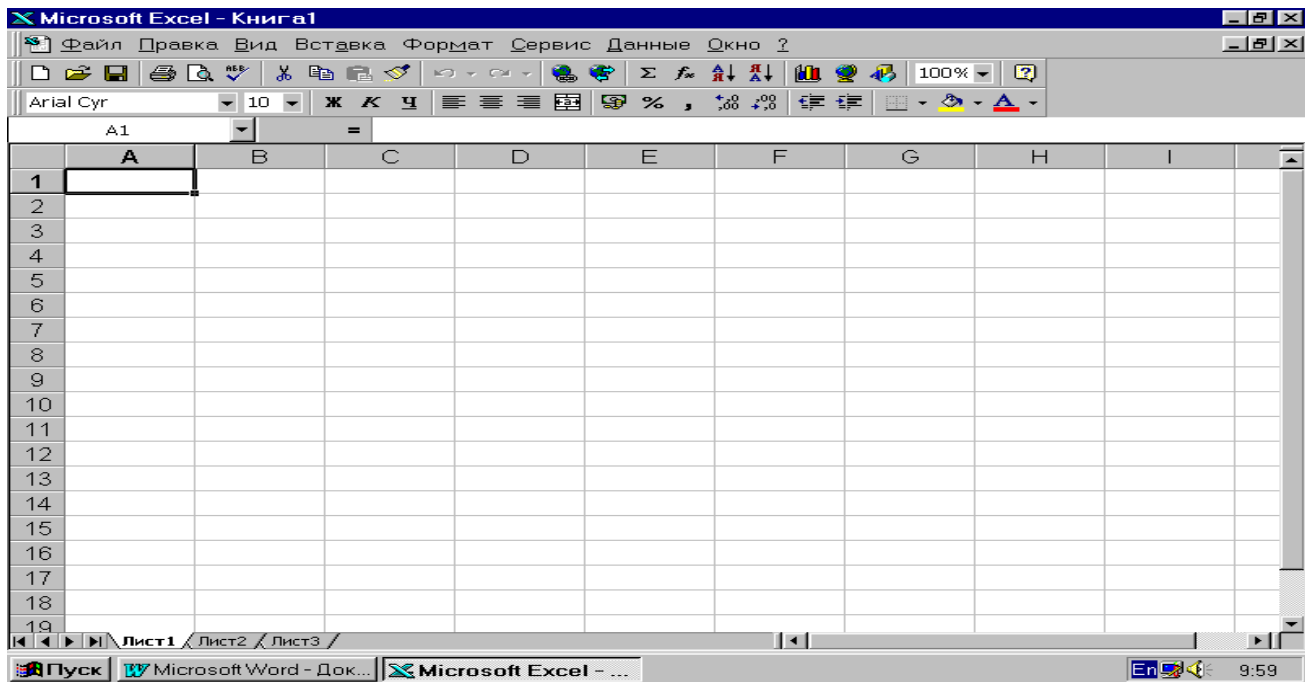 Microsoft Excel - Книга1
Файл Правка Вид Вставка Формат Сервис Данные Окно ?
100%
Arial Cyr 10 Ж К Ч % ,
A1 =
A B C D E F G H I
1
2
3
4
5
6
7
8
9
10
11
12
13
14
15
16
17
18
19
Лист1 Лист2 Лист3
Пуск Microsoft Word - Док... Microsoft Excel - ... En 9:59